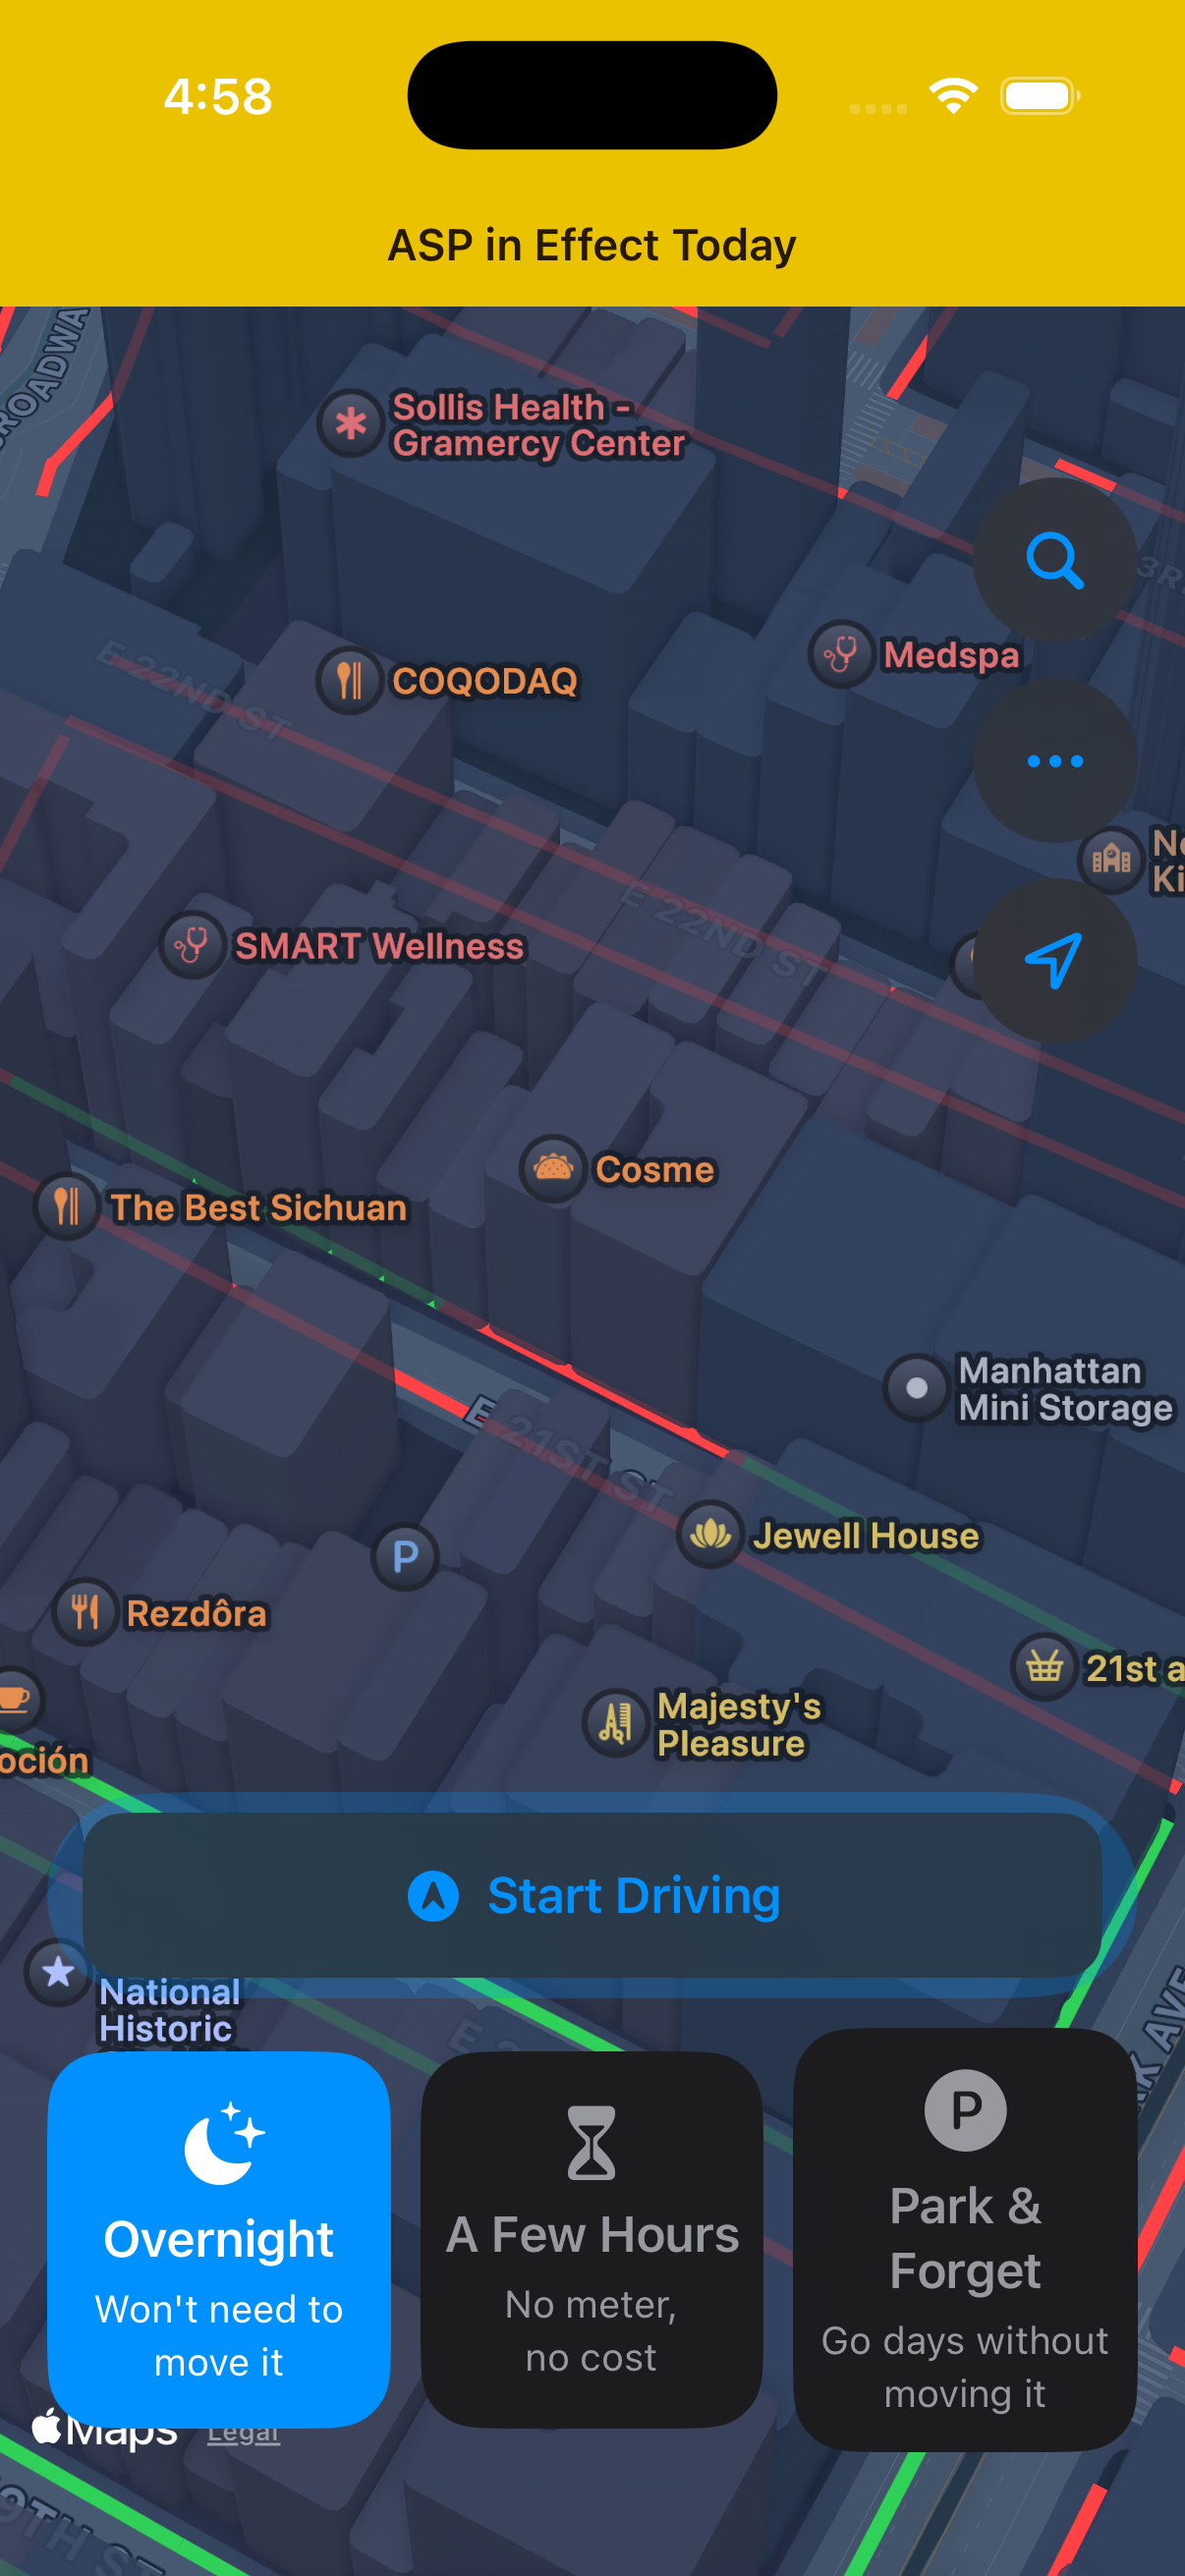 4:58
ASP in Effect Today
Sollis Health -
Gramercy Center
E 22ND ST
COQODAQ
Medspa
E 22ND ST
SMART Wellness
Cosme
The Best Sichuan
Manhattan
Mini Storage
E 21ST ST
Jewell House
P
Rezdôra
21st
Majesty's
Pleasure
Start Driving
National
Historic
AVE
P
Overnight
Won't need to
move it
A Few Hours
No meter,
no cost
Park &
Forget
Go days without
moving it
Maps
Legal